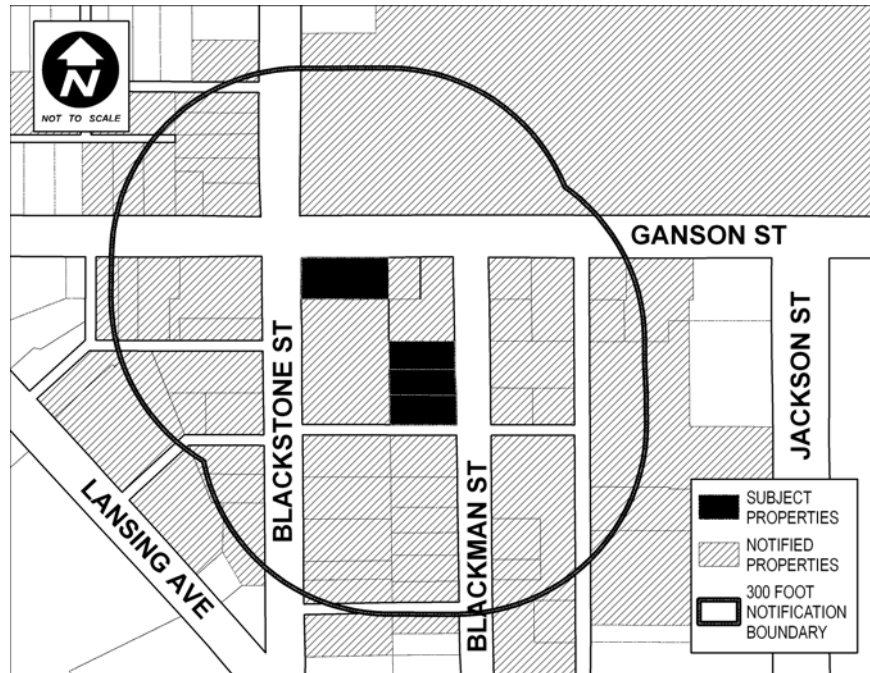 N
NOT TO SCALE
GANSON ST
BLACKSTONE ST
BLACKMAN ST
JACKSON ST
LANSING AVE
SUBJECT
PROPERTIES
NOTIFIED
PROPERTIES
300 FOOT
NOTIFICATION
BOUNDARY